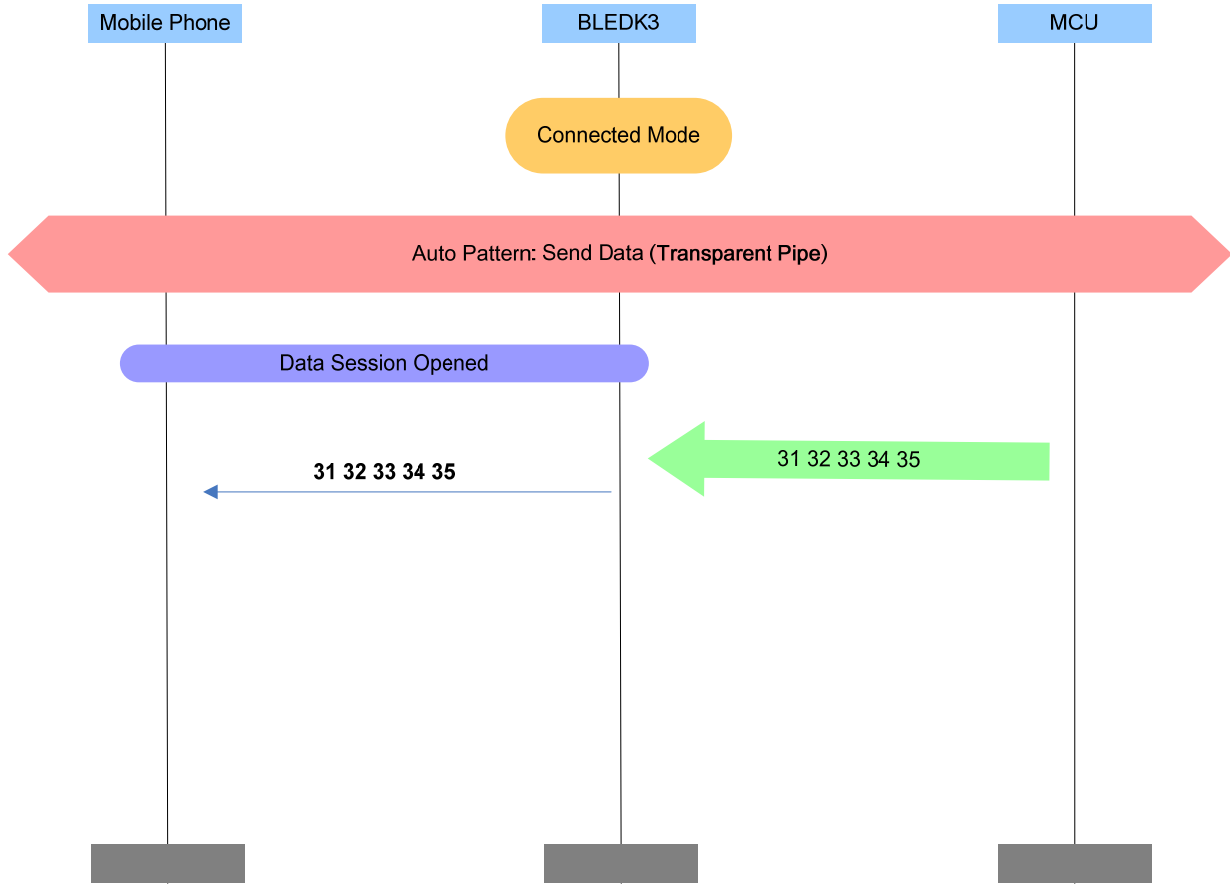 Mobile Phone
BLEDK3
MCU
Connected Mode
Auto Pattern: Send Data (Transparent Pipe)
Data Session Opened
31 32 33 34 35
31 32 33 34 35